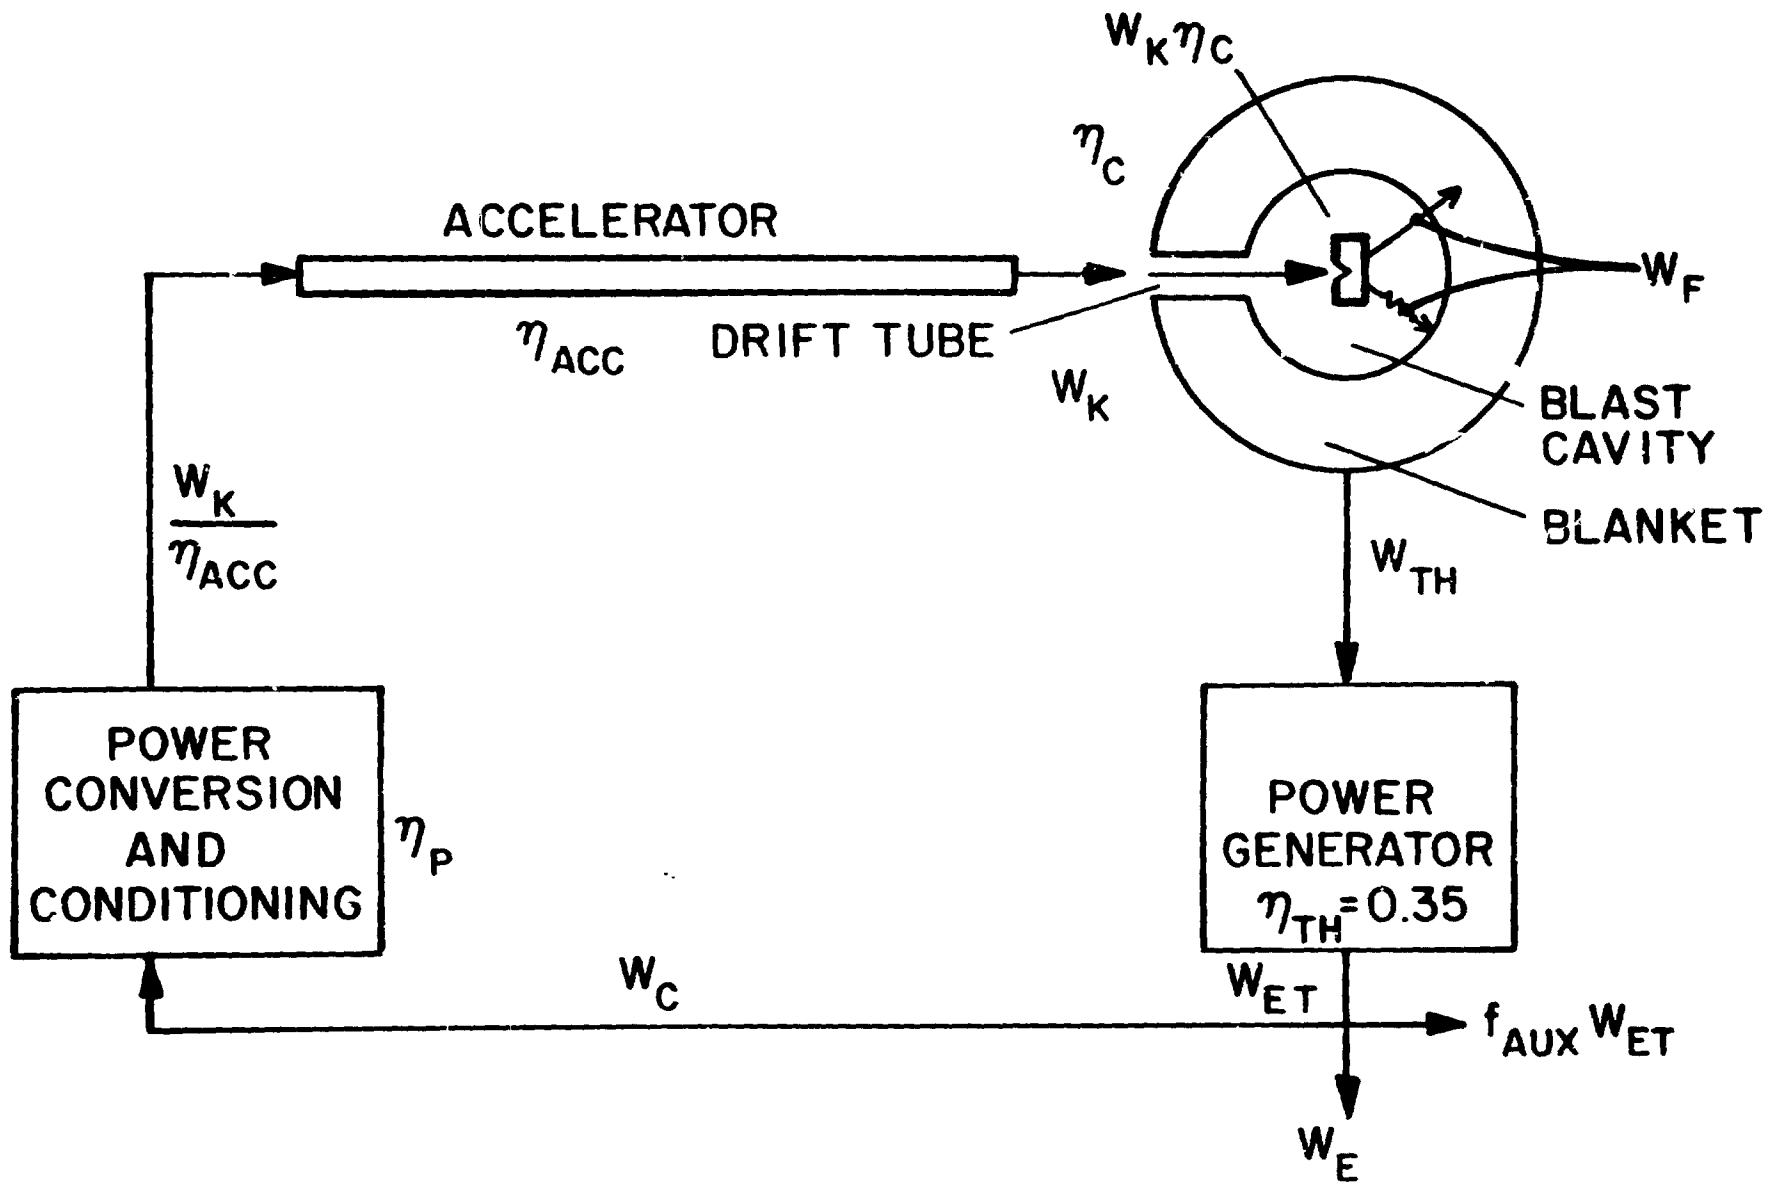 W_K η_C
η_C
ACCELERATOR
η_ACC
DRIFT TUBE
W_K
W_F
BLAST
CAVITY
BLANKET
W_K
η_ACC
W_TH
POWER
CONVERSION
AND
CONDITIONING
η_P
POWER
GENERATOR
η_TH=0.35
W_C
W_ET
f_AUX W_ET
W_E